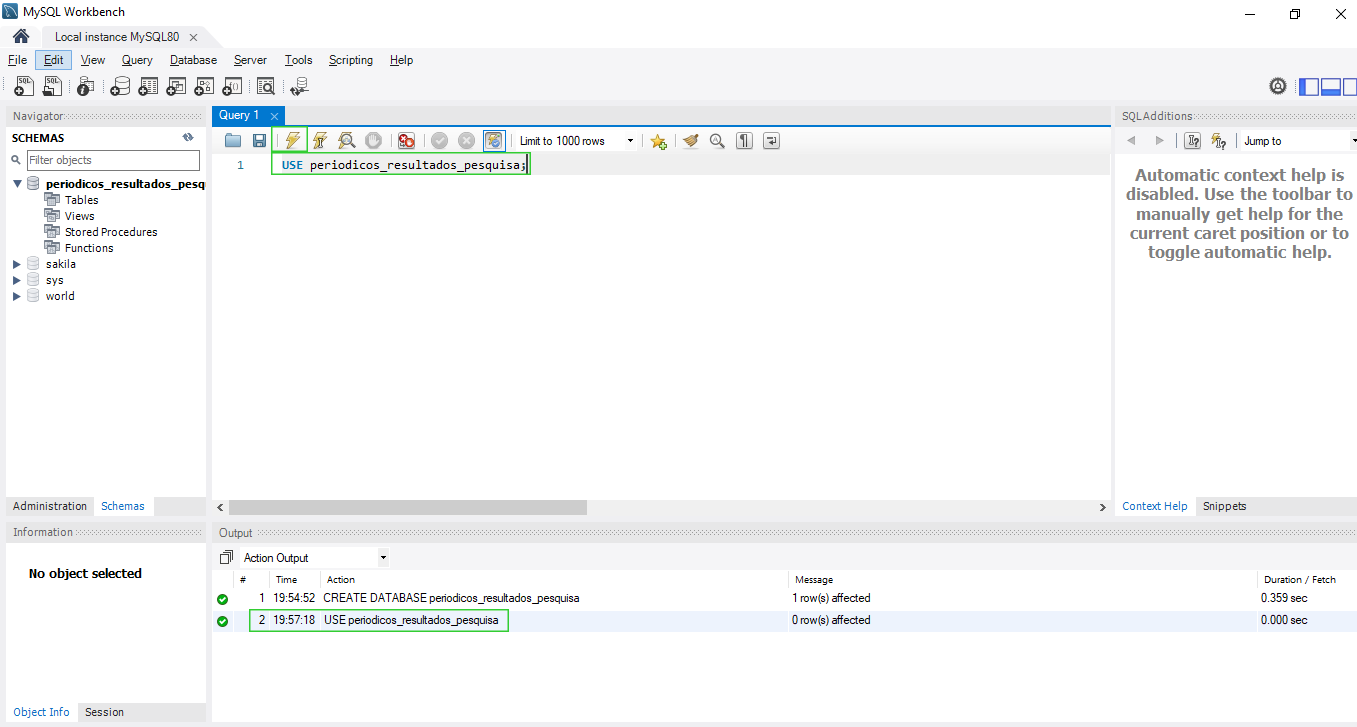 MySQL Workbench
Local instance MySQL80
File Edit View Query Database Server Tools Scripting Help
Navigator
SCHEMAS
Filter objects
periodicos_resultados_pesq
Tables
Views
Stored Procedures
Functions
sakila
sys
world
Administration Schemas
Information
No object selected
Object Info Session
Query 1
Limit to 1000 rows
1 USE periodicos_resultados_pesquisa;
SQLAdditions
Jump to
Automatic context help is
disabled. Use the toolbar to
manually get help for the
current caret position or to
toggle automatic help.
Context Help Snippets
Output
Action Output
# Time Action Message Duration / Fetch
1 19:54:52 CREATE DATABASE periodicos_resultados_pesquisa 1 row(s) affected 0.359 sec
2 19:57:18 USE periodicos_resultados_pesquisa 0 row(s) affected 0.000 sec